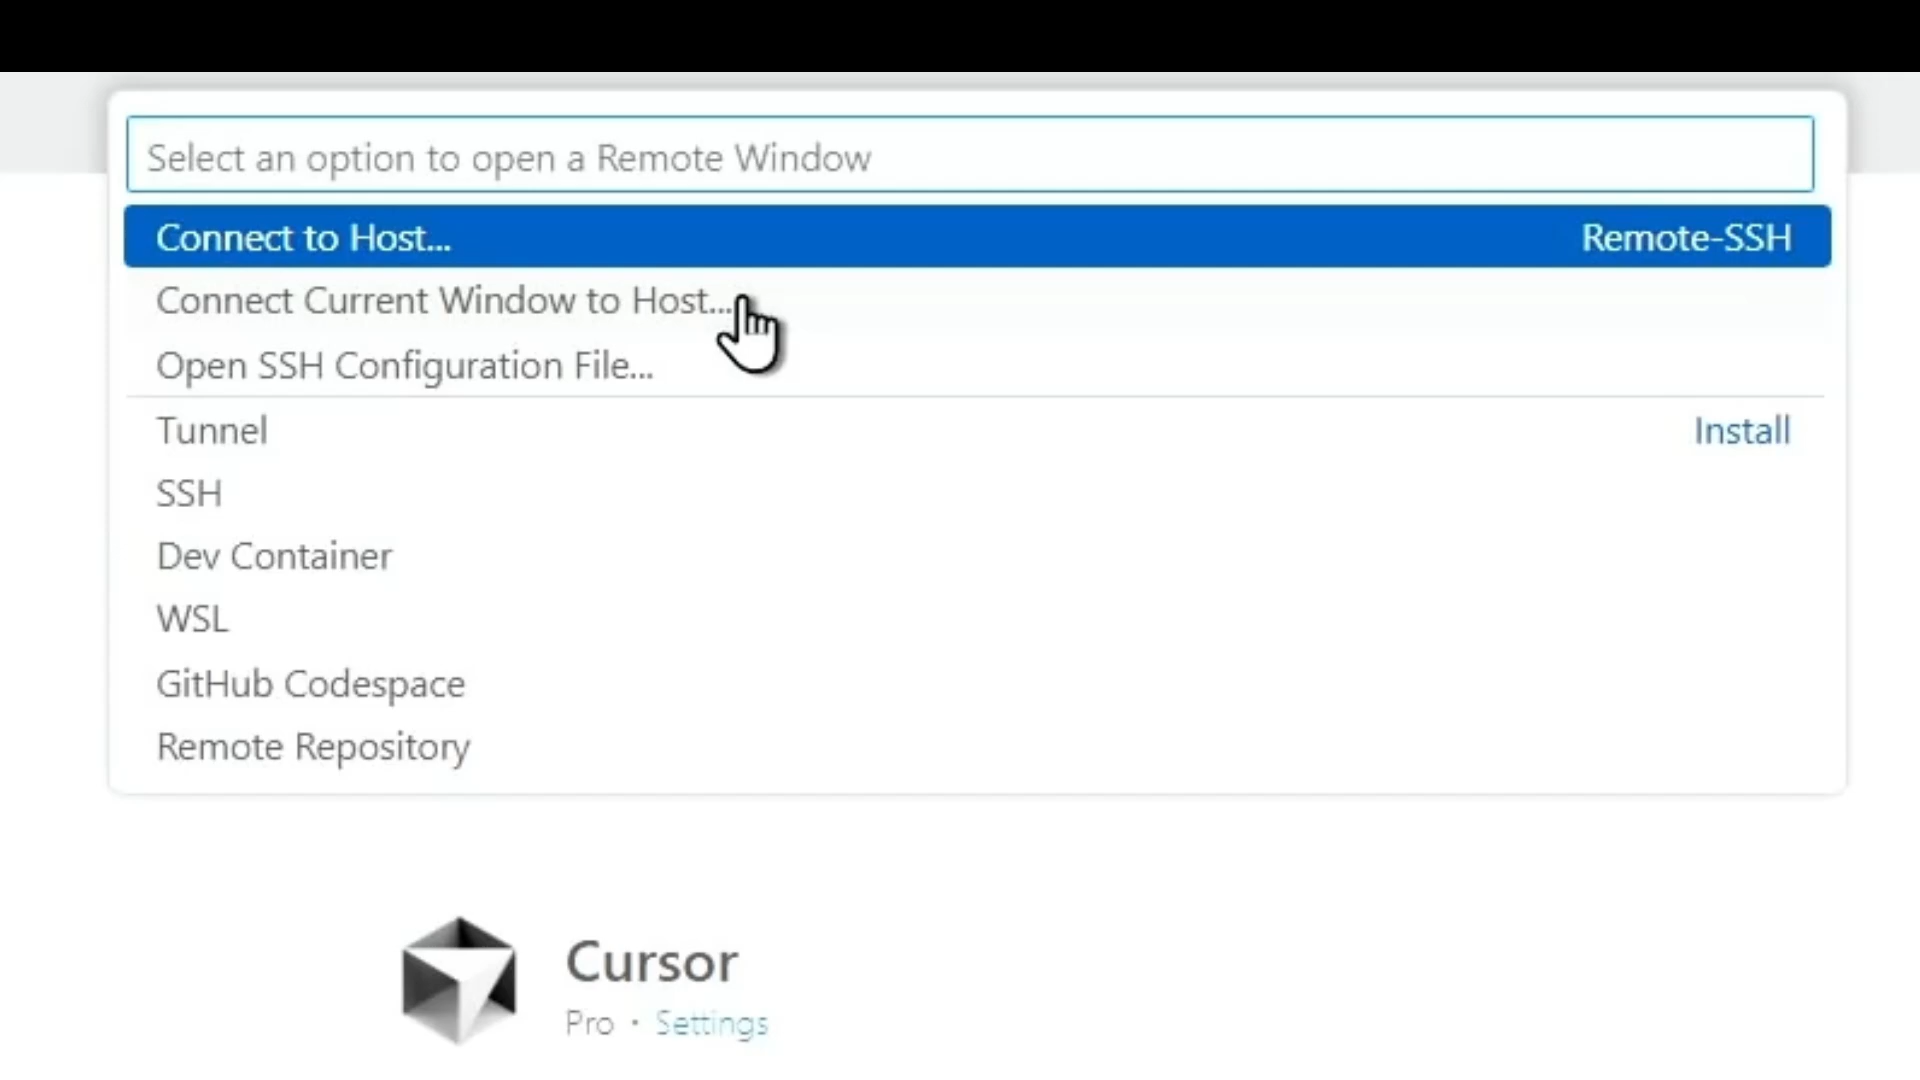 Select an option to open a Remote Window
Connect to Host... Remote-SSH
Connect Current Window to Host...
Open SSH Configuration File...
Tunnel Install
SSH
Dev Container
WSL
GitHub Codespace
Remote Repository
Cursor
Pro • Settings